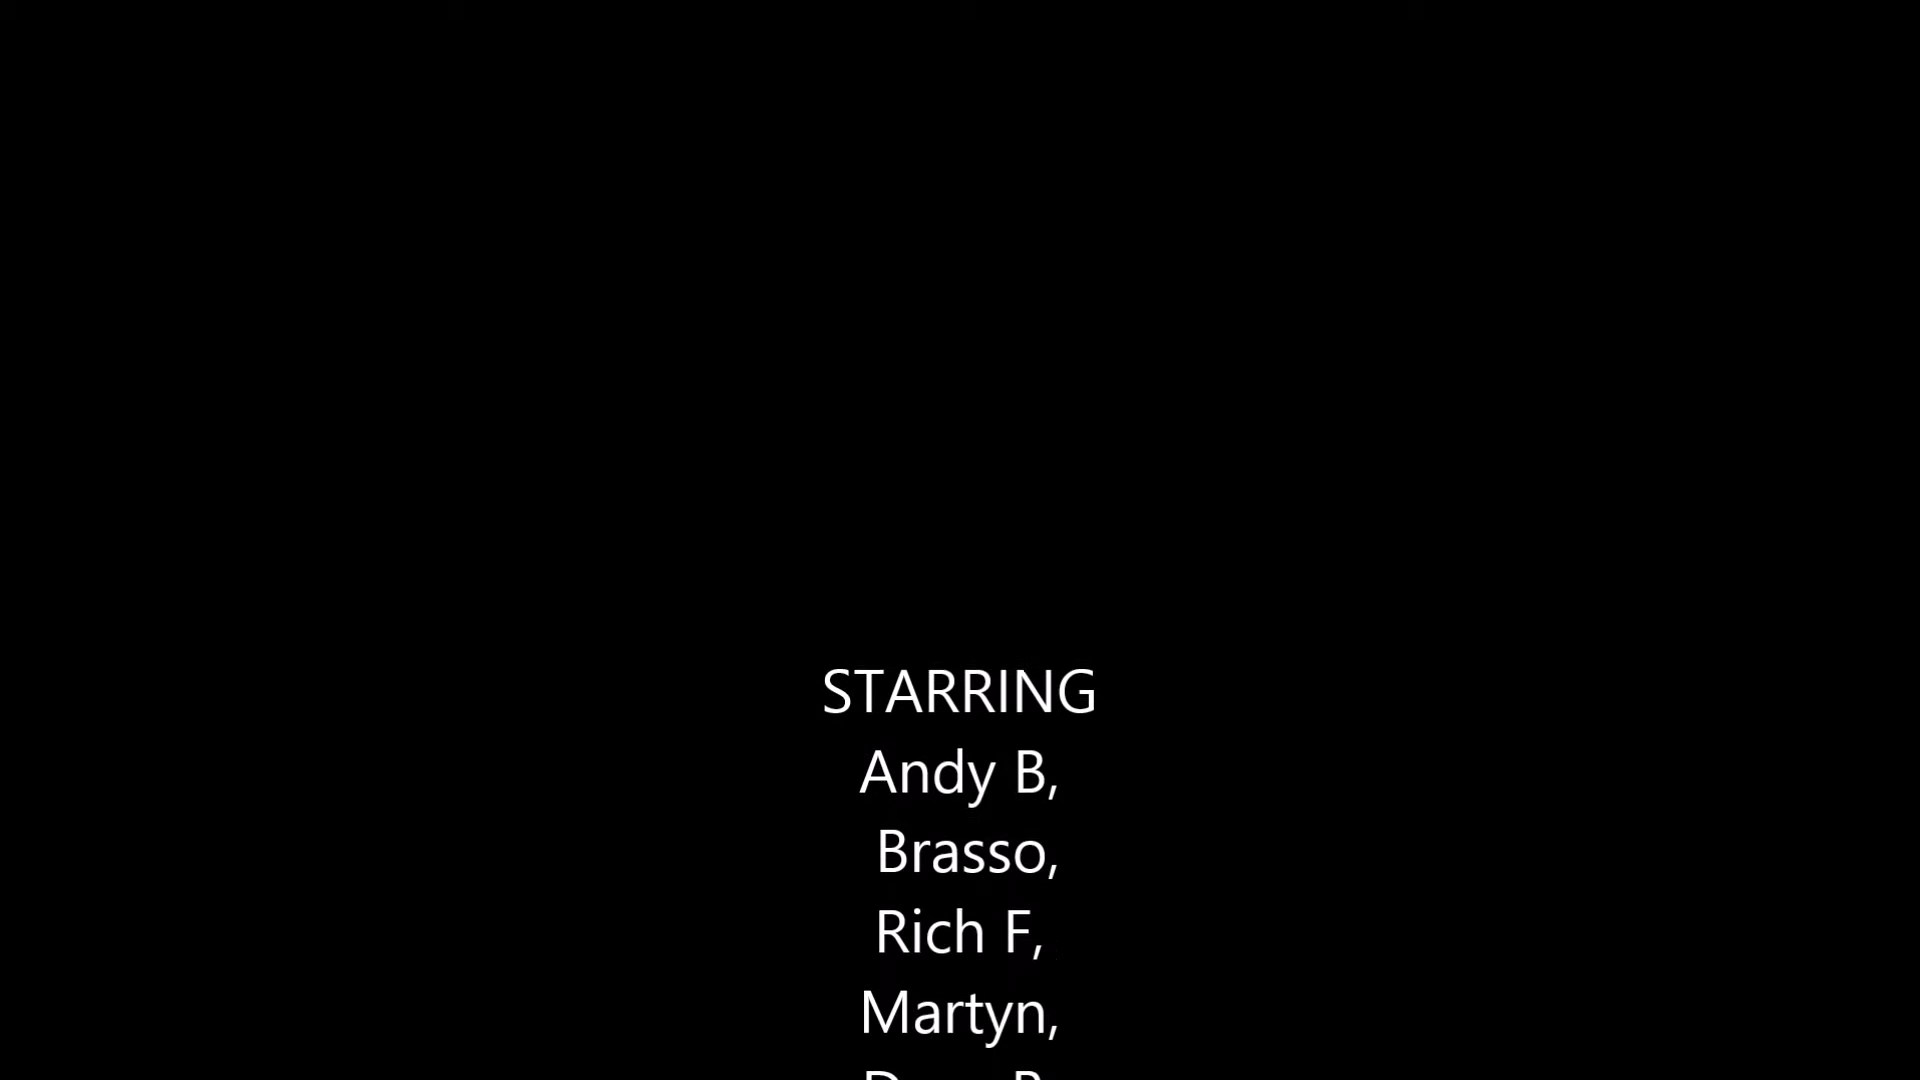 STARRING
Andy B,
Brasso,
Rich F,
Martyn,